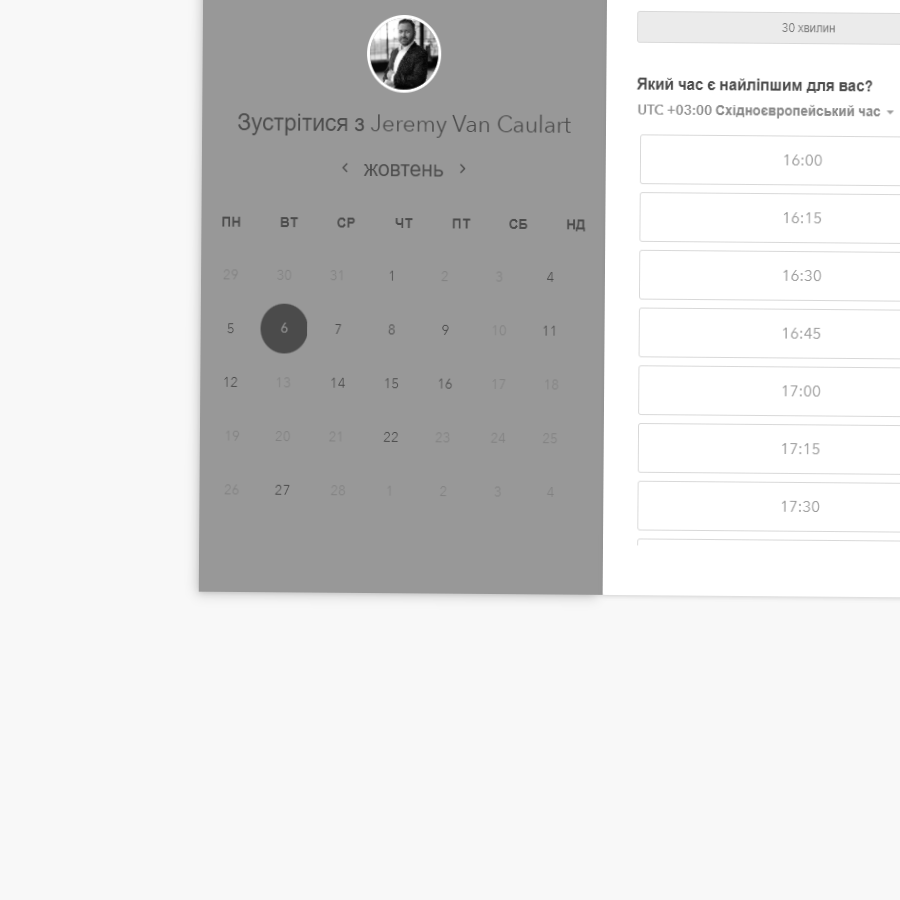 Зустрітися з Jeremy Van Caulart
жовтень
ПН ВТ СР ЧТ ПТ СБ НД
29 30 31 1 2 3 4
5 6 7 8 9 10 11
12 13 14 15 16 17 18
19 20 21 22 23 24 25
26 27 28 1 2 3 4
30 хвилин
Який час є найліпшим для вас?
UTC +03:00 Східноєвропейський час
16:00
16:15
16:30
16:45
17:00
17:15
17:30